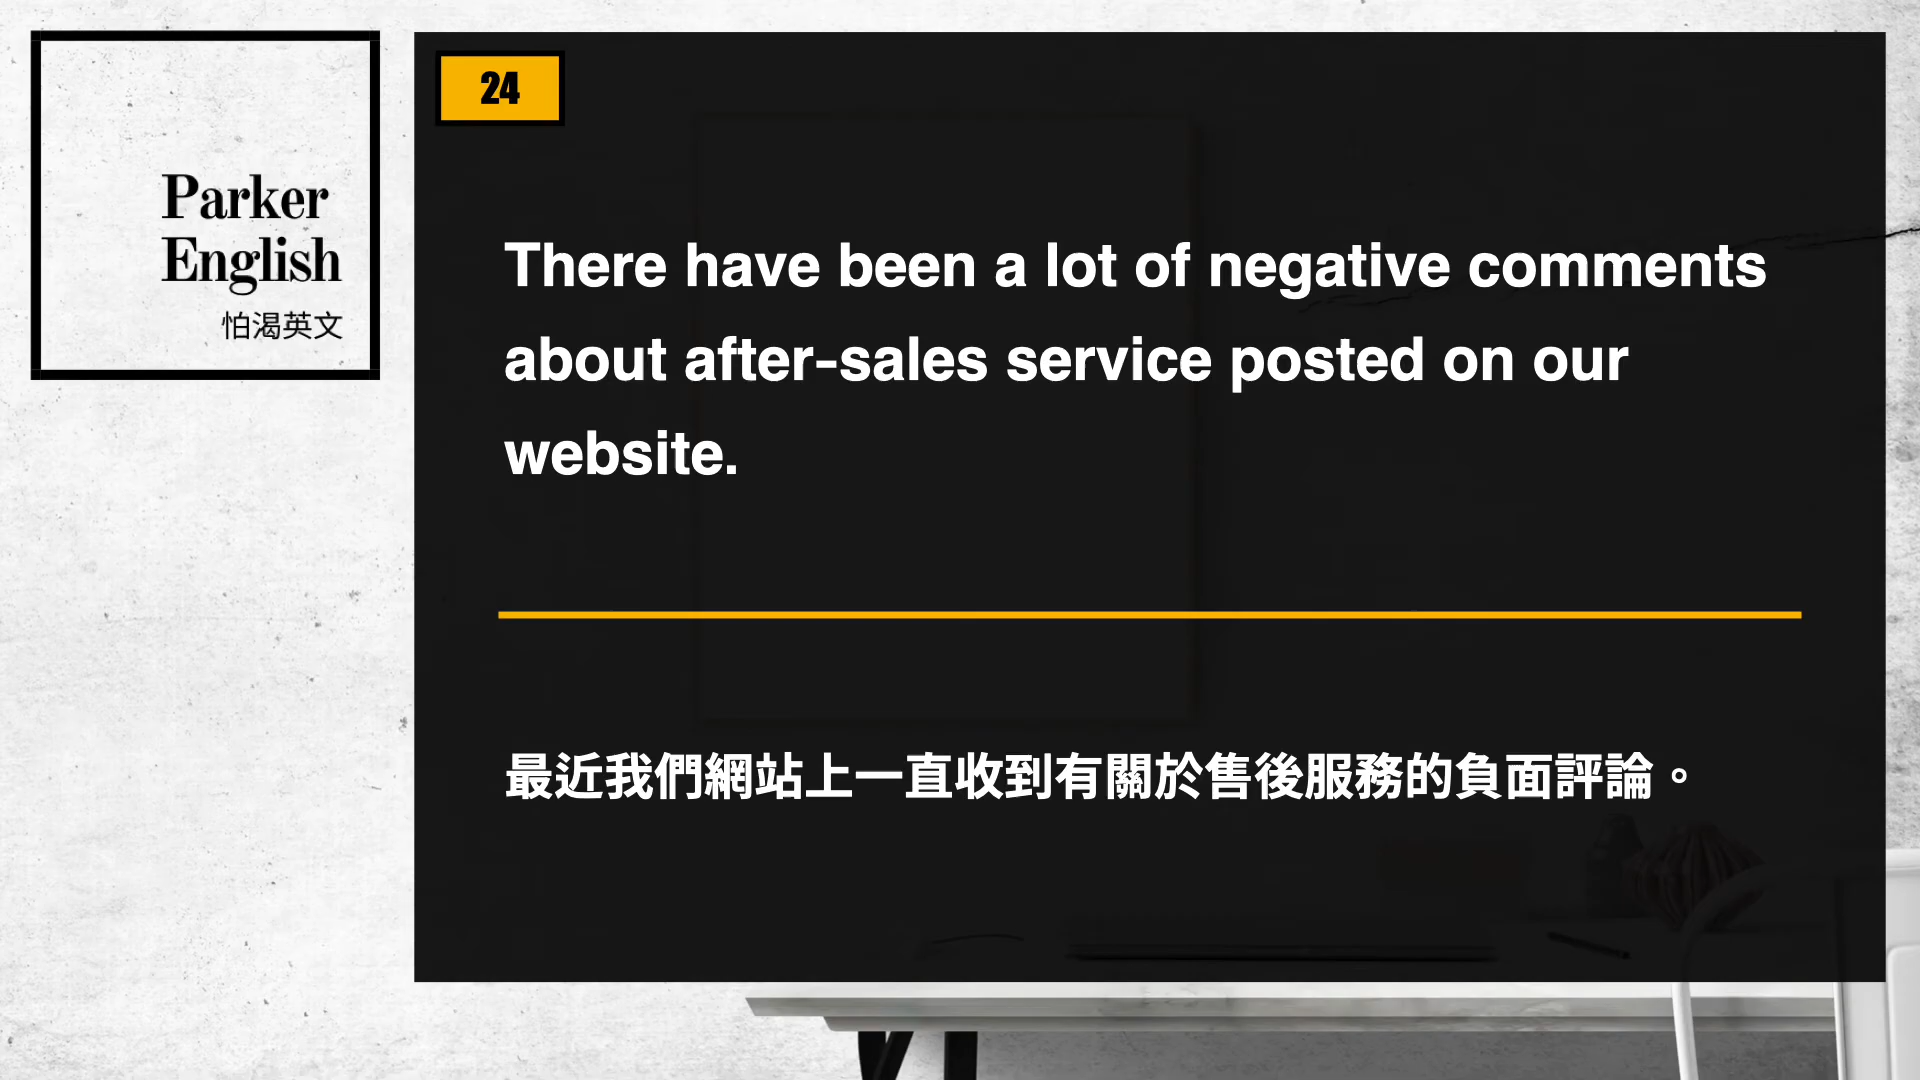 Parker
English
怕渴英文
24
There have been a lot of negative comments
about after-sales service posted on our
website.
最近我們網站上一直收到有關於售後服務的負面評論。